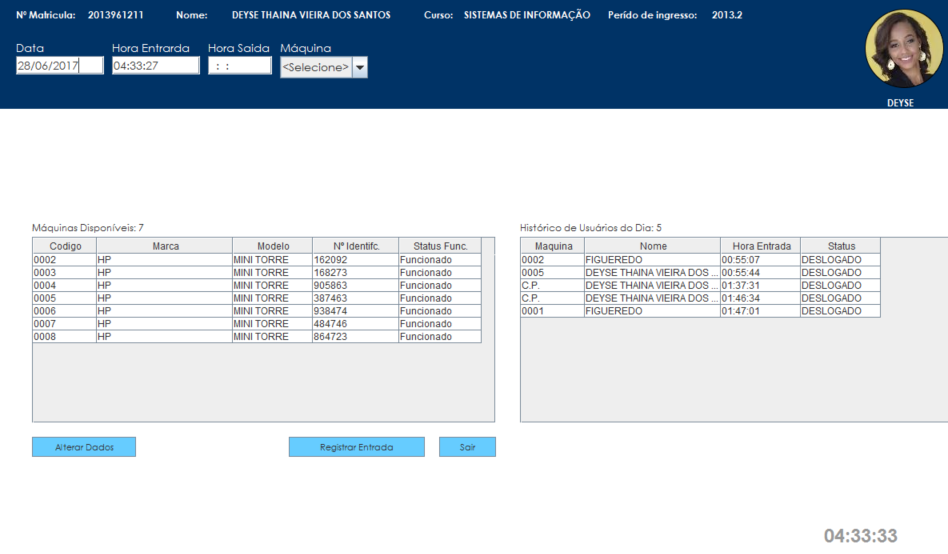 Nº Matricula: 2013961211 Nome: DEYSE THAINA VIEIRA DOS SANTOS Curso: SISTEMAS DE INFORMAÇÃO Perído de ingresso: 2013.2
Data Hora Entrarda Hora Saida Máquina
28/06/2017 04:33:27 : : <Selecione>
DEYSE
Máquinas Disponíveis: 7
Codigo Marca Modelo Nº Identifc. Status Func.
0002 HP MINI TORRE 162092 Funcionado
0003 HP MINI TORRE 168273 Funcionado
0004 HP MINI TORRE 905863 Funcionado
0005 HP MINI TORRE 387463 Funcionado
0006 HP MINI TORRE 938474 Funcionado
0007 HP MINI TORRE 484746 Funcionado
0008 HP MINI TORRE 864723 Funcionado
Histórico de Usuários do Dia: 5
Maquina Nome Hora Entrada Status
0002 FIGUEREDO 00:55:07 DESLOGADO
0005 DEYSE THAINA VIEIRA DOS ... 00:55:44 DESLOGADO
C.P. DEYSE THAINA VIEIRA DOS ... 01:37:31 DESLOGADO
C.P. DEYSE THAINA VIEIRA DOS ... 01:46:34 DESLOGADO
0001 FIGUEREDO 01:47:01 DESLOGADO
Alterar Dados Registrar Entrada Sair
04:33:33